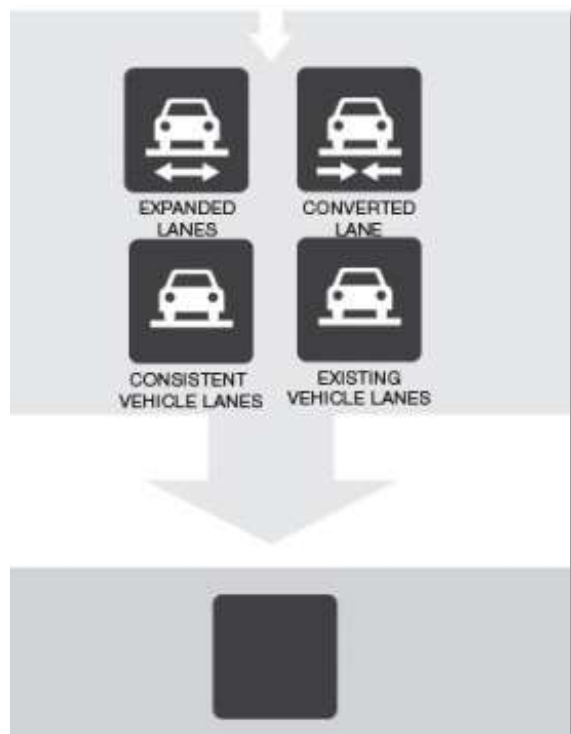 EXPANDED
LANES
CONVERTED
LANE
CONSISTENT
VEHICLE LANES
EXISTING
VEHICLE LANES